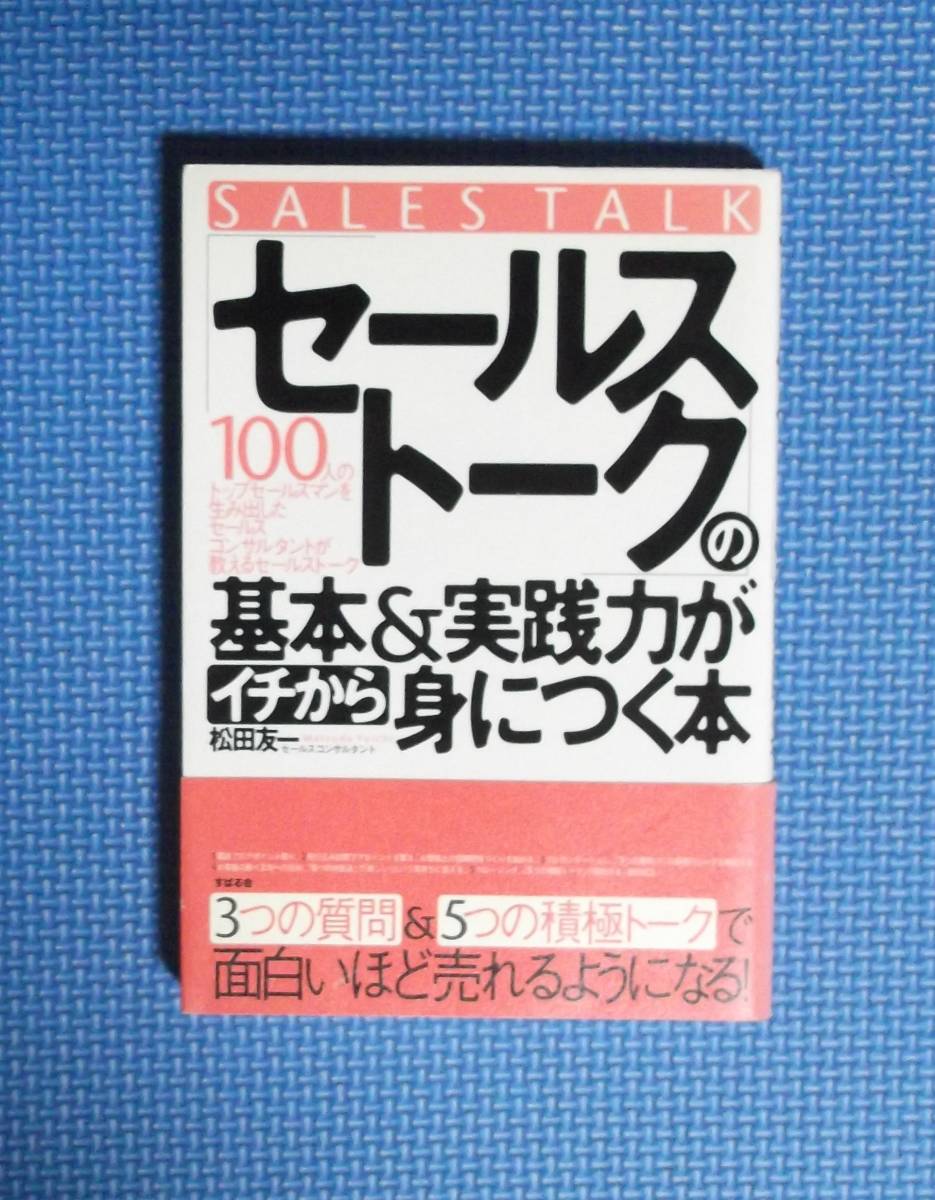 SALES TALK
「セールス
トーク」の
100人の
トップセールスマンを
生み出した
セールス
コンサルタントが
教えるセールストーク
基本&実践力が
イチから身につく本
松田友一 Matsuda Yuichi
セールスコンサルタント
すばる舎
3つの質問&5つの積極トークで
面白いほど売れるようになる!